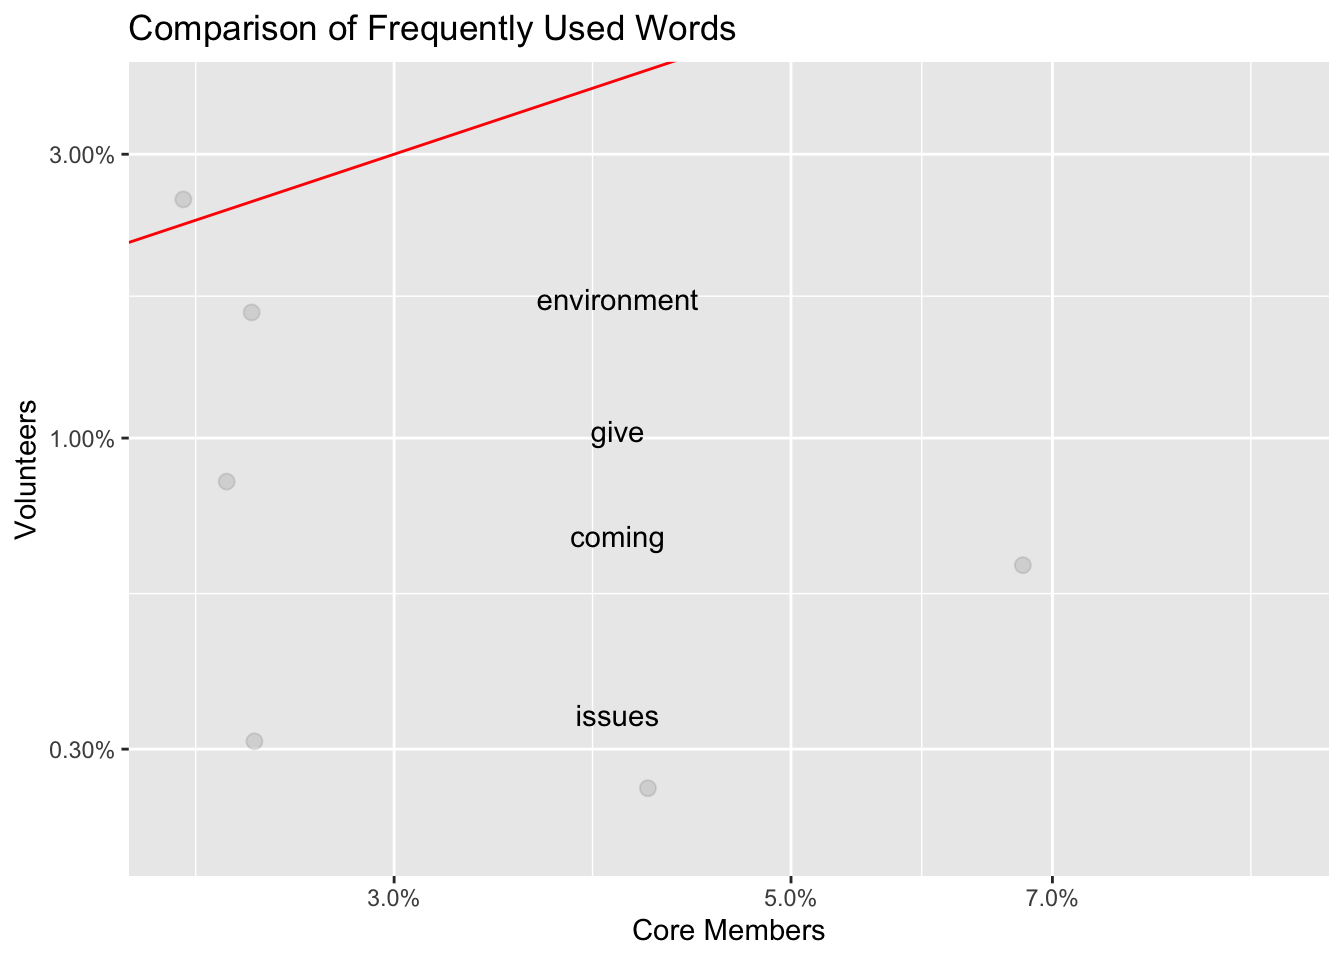 Comparison of Frequently Used Words
3.00%
environment
Volunteers
1.00%
give
coming
issues
0.30%
3.0%
5.0%
7.0%
Core Members